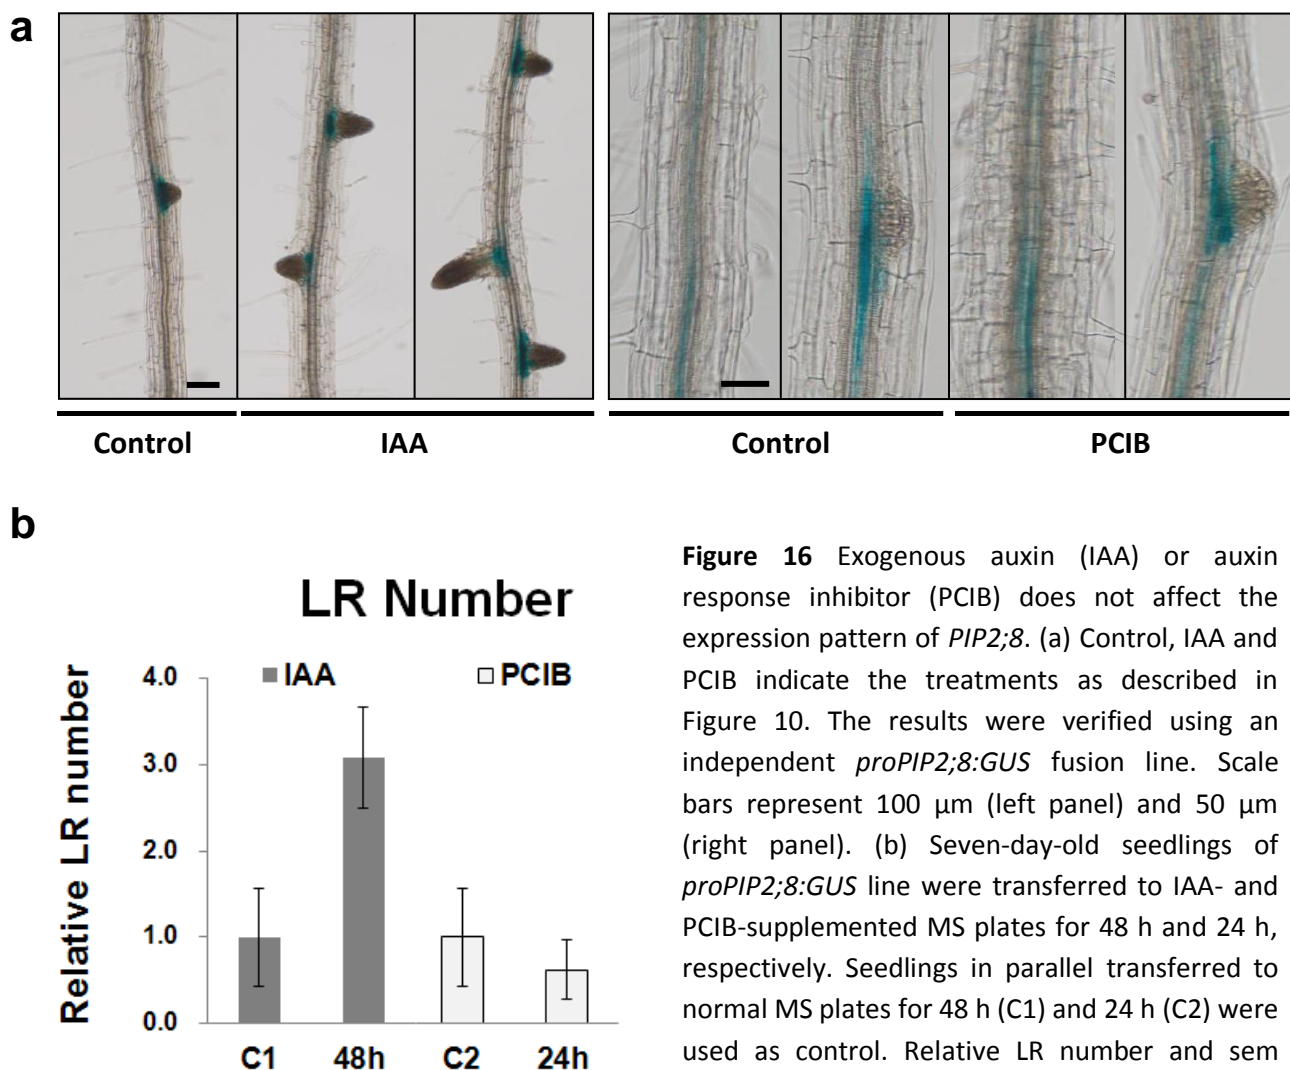 a
Control
IAA
Control
PCIB
b
LR Number
IAA
PCIB
Relative LR number
4.0
3.0
2.0
1.0
0.0
C1
48h
C2
24h
Figure 16 Exogenous auxin (IAA) or auxin
response inhibitor (PCIB) does not affect the
expression pattern of PIP2;8. (a) Control, IAA and
PCIB indicate the treatments as described in
Figure 10. The results were verified using an
independent proPIP2;8:GUS fusion line. Scale
bars represent 100 µm (left panel) and 50 µm
(right panel). (b) Seven-day-old seedlings of
proPIP2;8:GUS line were transferred to IAA- and
PCIB-supplemented MS plates for 48 h and 24 h,
respectively. Seedlings in parallel transferred to
normal MS plates for 48 h (C1) and 24 h (C2) were
used as control. Relative LR number and sem